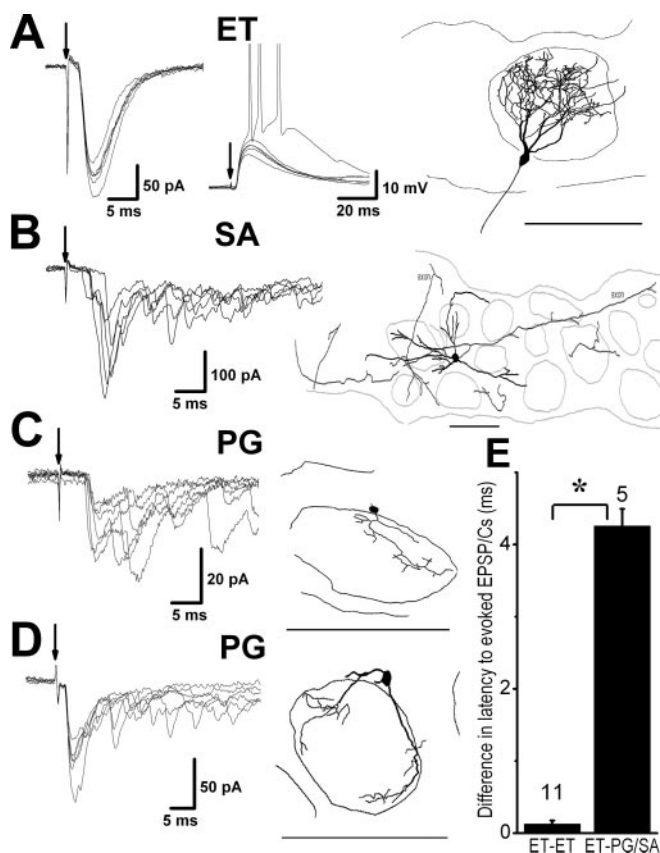 A
ET
50 pA
5 ms
10 mV
20 ms
B
SA
100 pA
5 ms
axon
axon
C
PG
20 pA
5 ms
D
PG
50 pA
5 ms
E
Difference in latency to evoked EPSP/Cs (ms)
4
2
0
*
11
5
ET-ET
ET-PG/SA